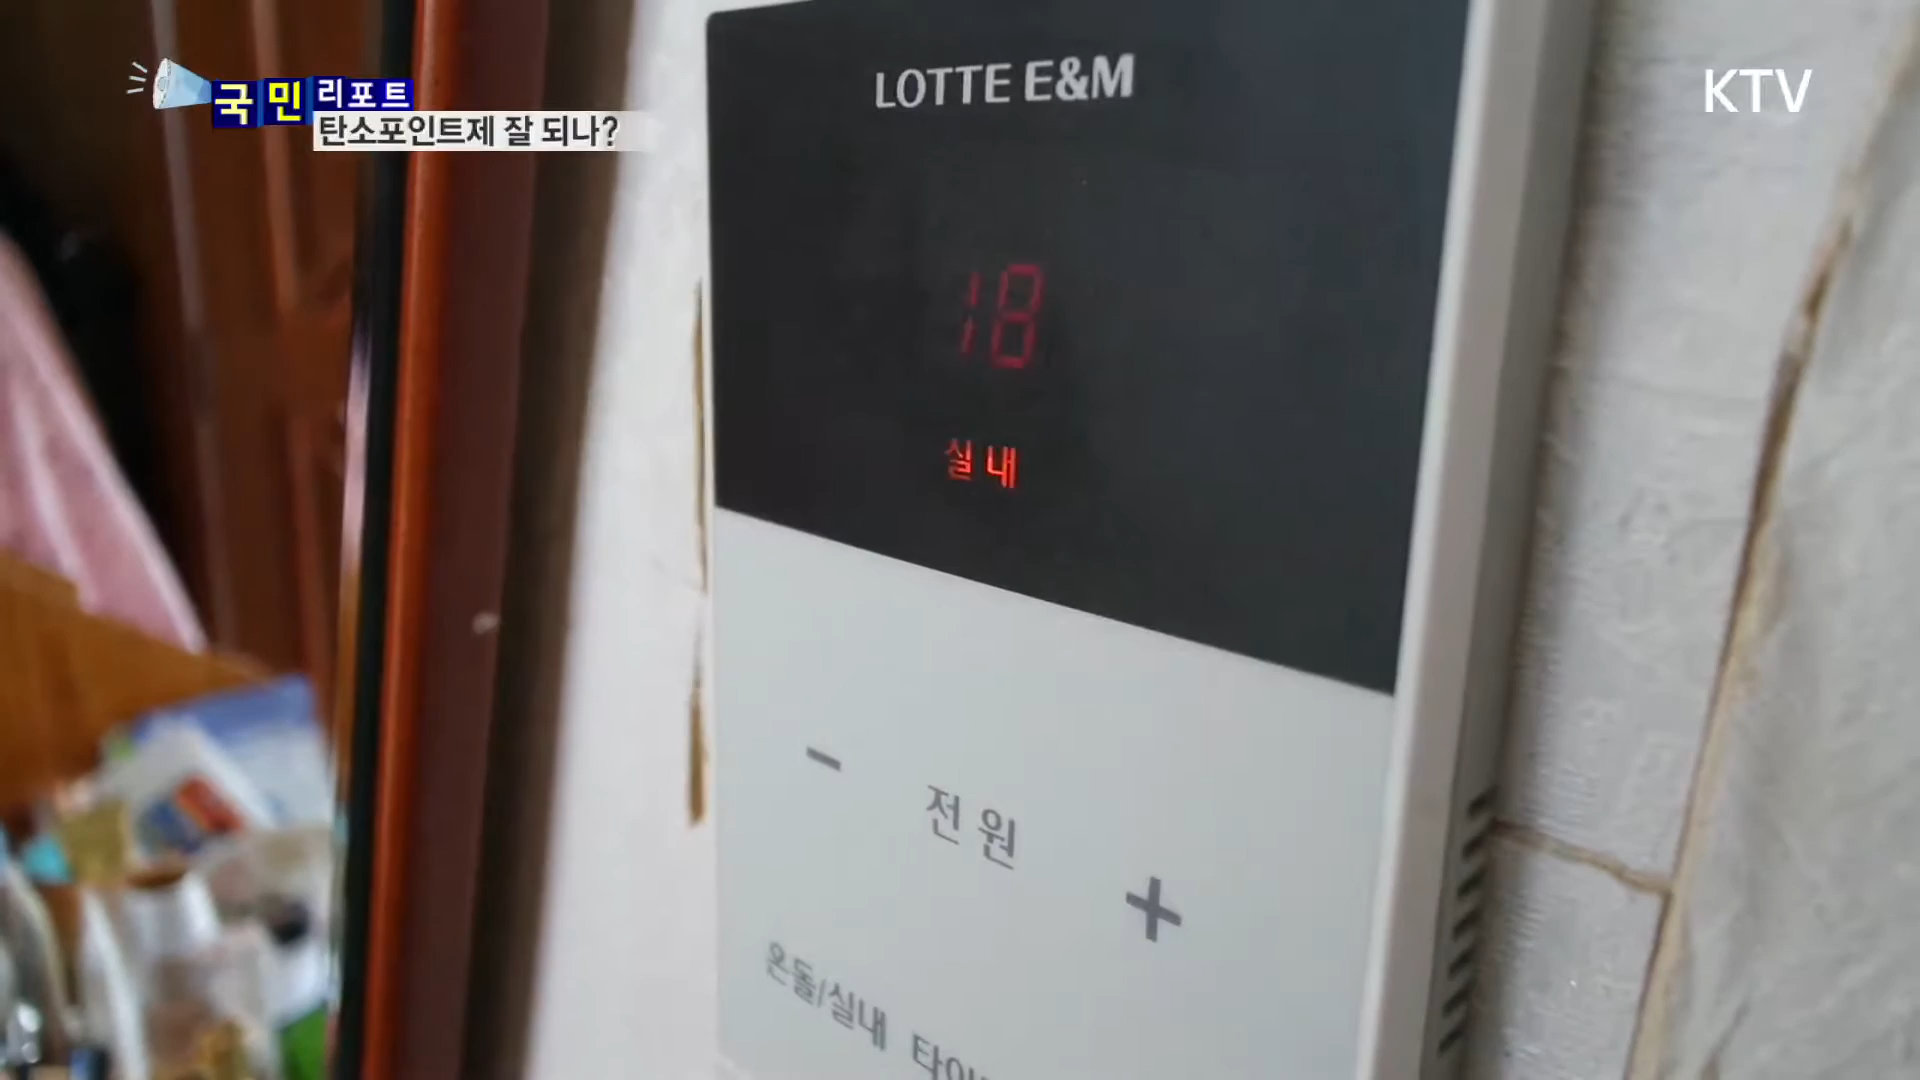 국민 리포트
탄소포인트제 잘 되나?
KTV
LOTTE E&M
18
실내
-
전원
+
온돌/실내